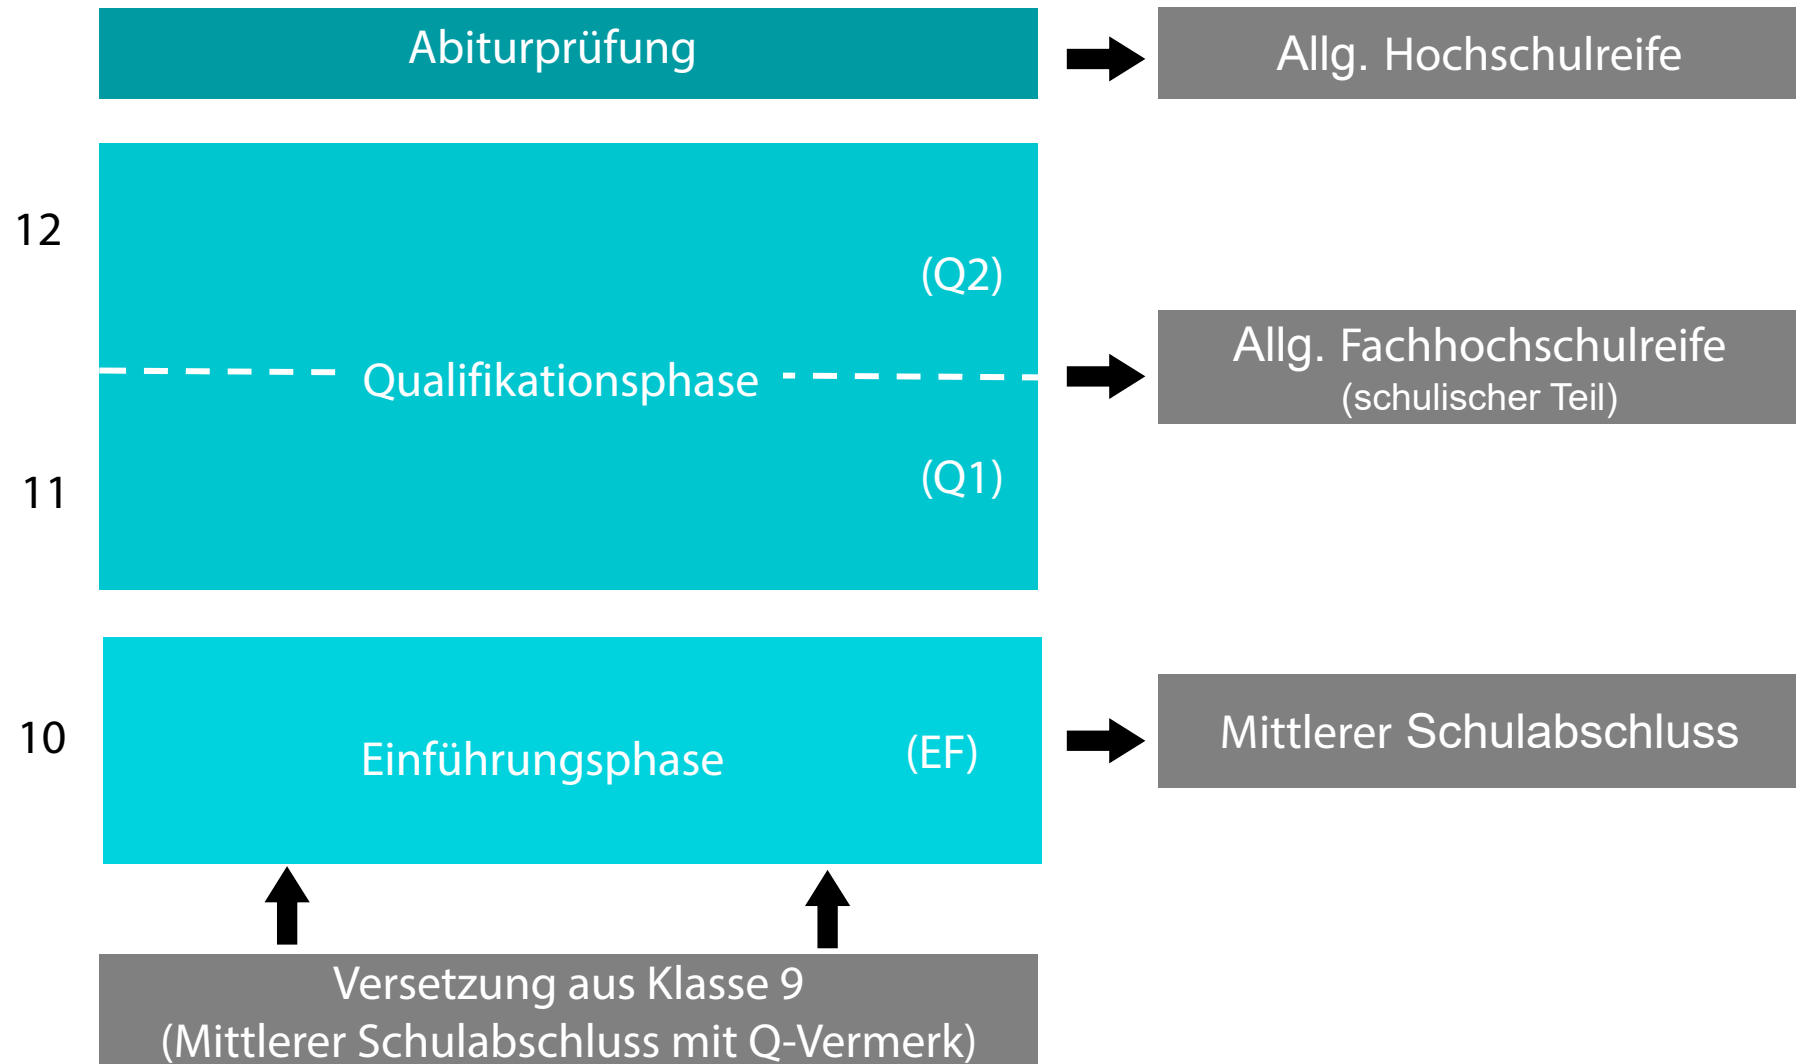 Abiturprüfung
Allg. Hochschulreife
12
(Q2)
Allg. Fachhochschulreife
(schulischer Teil)
Qualifikationsphase
(Q1)
11
10
Einführungsphase
(EF)
Mittlerer Schulabschluss
Versetzung aus Klasse 9
(Mittlerer Schulabschluss mit Q-Vermerk)